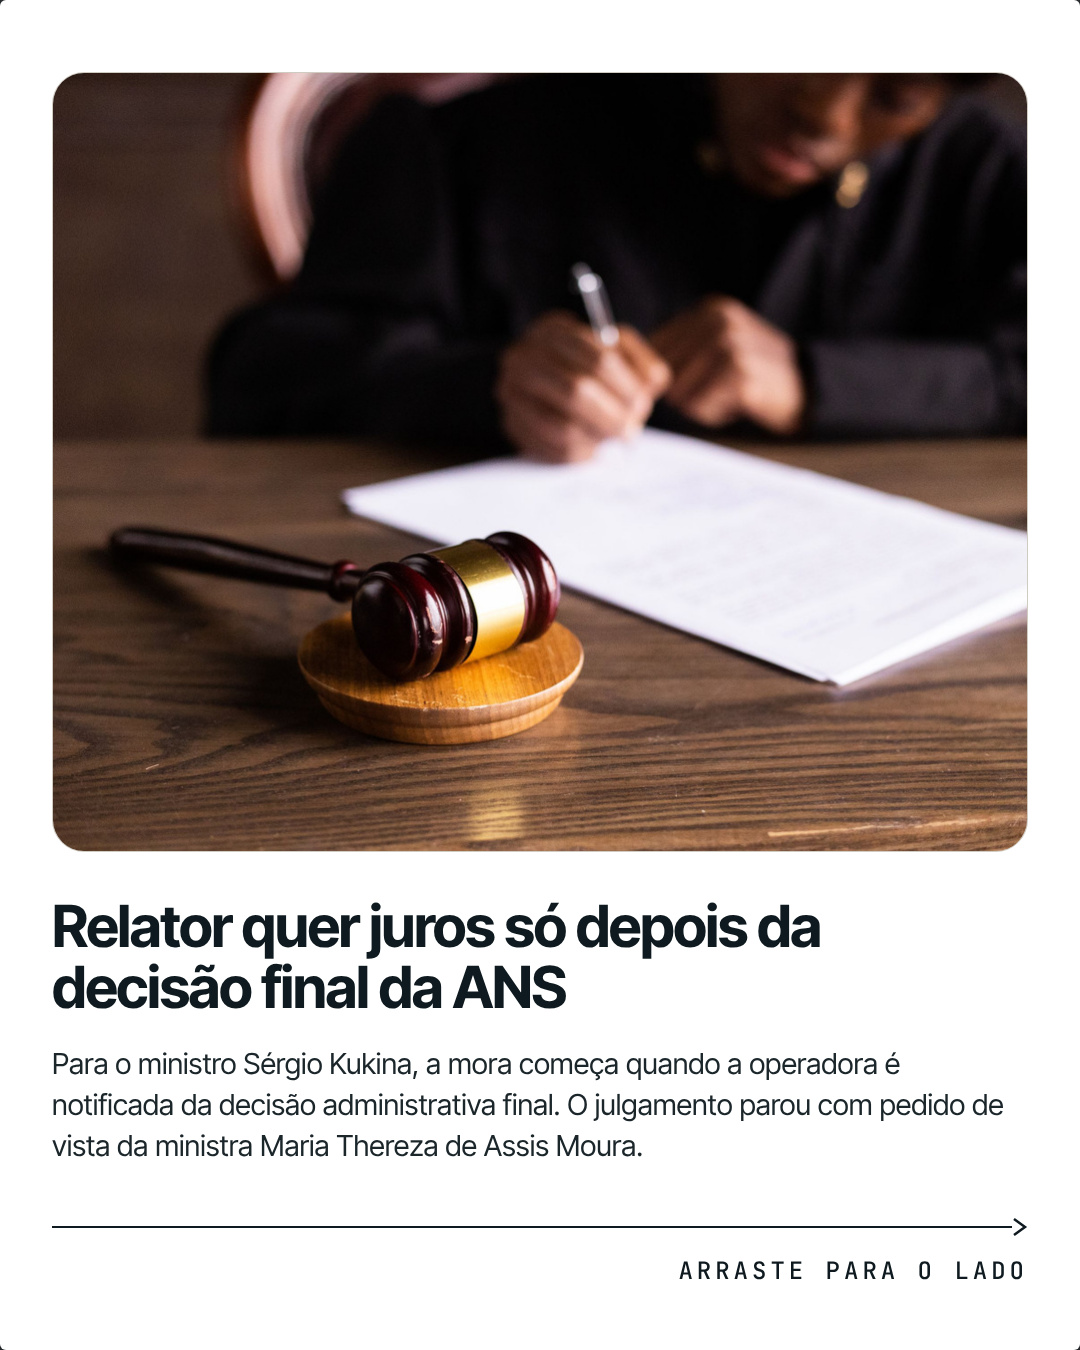 Relator quer juros só depois da
decisão final da ANS
Para o ministro Sérgio Kukina, a mora começa quando a operadora é
notificada da decisão administrativa final. O julgamento parou com pedido de
vista da ministra Maria Thereza de Assis Moura.
ARRASTE PARA O LADO